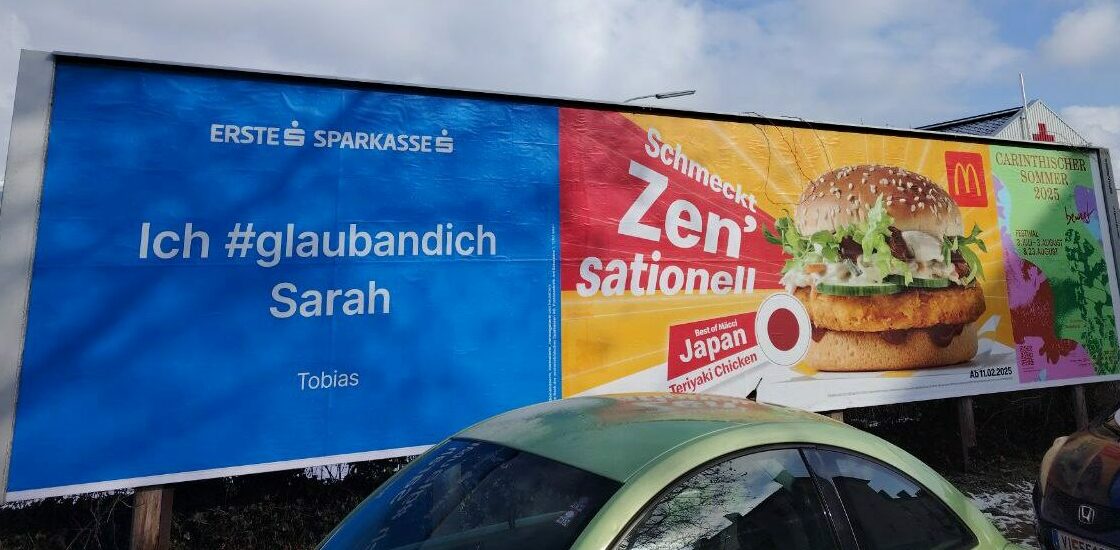 ERSTE SPARKASSE
Ich #glaubandich
Sarah
Tobias
Schmeckt
Zen’
sationell
Best of Mäcci
Japan
Teriyaki Chicken
Ab 11.02.2025
CARINTHISCHER
SOMMER
2025
FESTIVAL